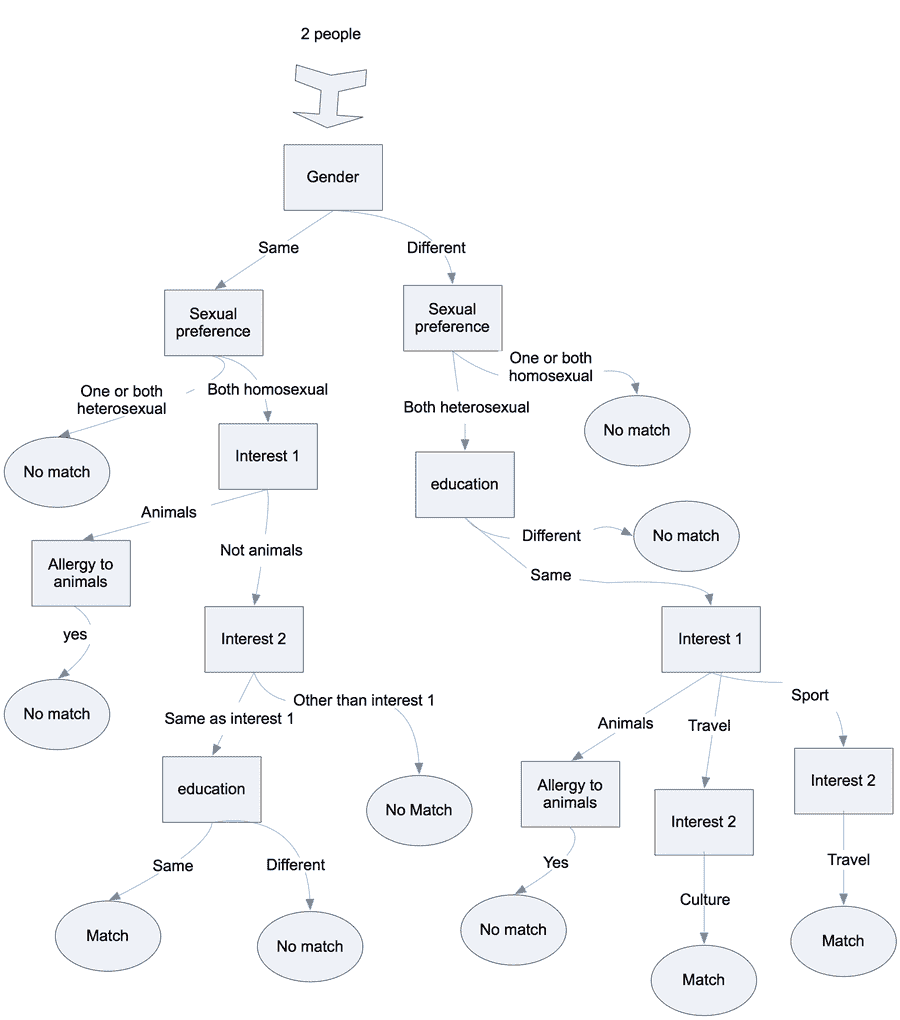 2 people
Gender
Same
Different
Sexual
preference
Sexual
preference
One or both
homosexual
One or both
heterosexual
Both homosexual
Both heterosexual
No match
No match
Interest 1
education
Animals
Not animals
Different
No match
Same
Allergy to
animals
yes
Interest 2
Interest 1
No match
Same as interest 1
Other than interest 1
Animals
Travel
Sport
education
No Match
Allergy to
animals
Interest 2
Interest 2
Same
Different
Yes
Culture
Travel
Match
No match
No match
Match
Match